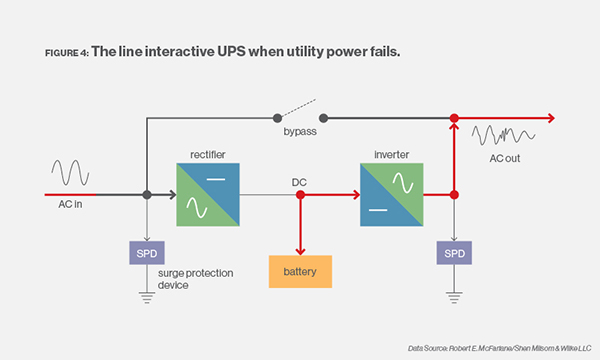 FIGURE 4: The line interactive UPS when utility power fails.
bypass
rectifier
inverter
AC in
DC
AC out
SPD
surge protection
device
battery
SPD
Data Source: Robert E. McFarlane/Shen Milsom & Wilke LLC